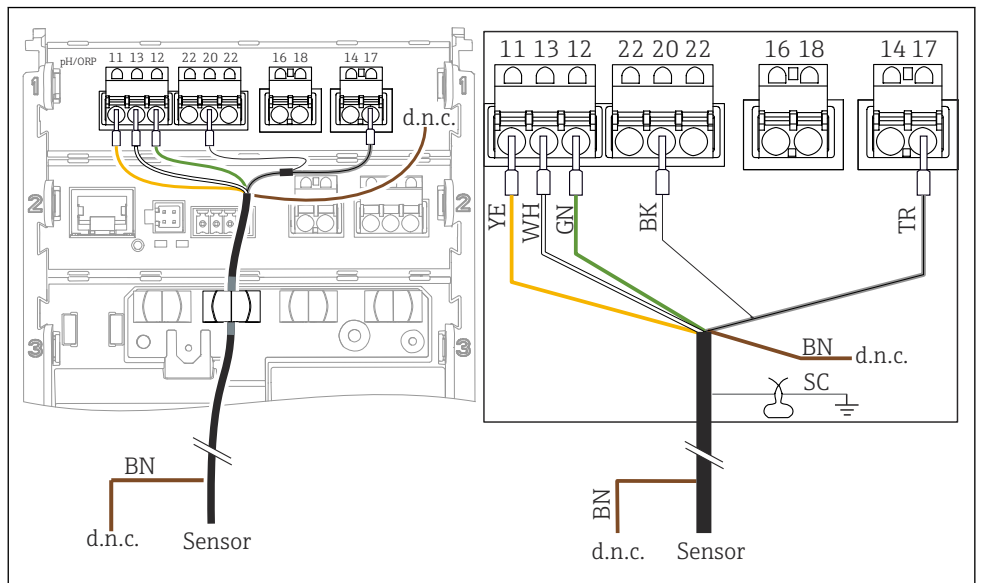 pH/ORP 11 13 12 22 20 22 16 18 14 17
1 1
d.n.c.
2 2
3 3
BN
d.n.c. Sensor
11 13 12 22 20 22 16 18 14 17
YE WH GN BK TR
BN d.n.c.
SC
BN
d.n.c. Sensor